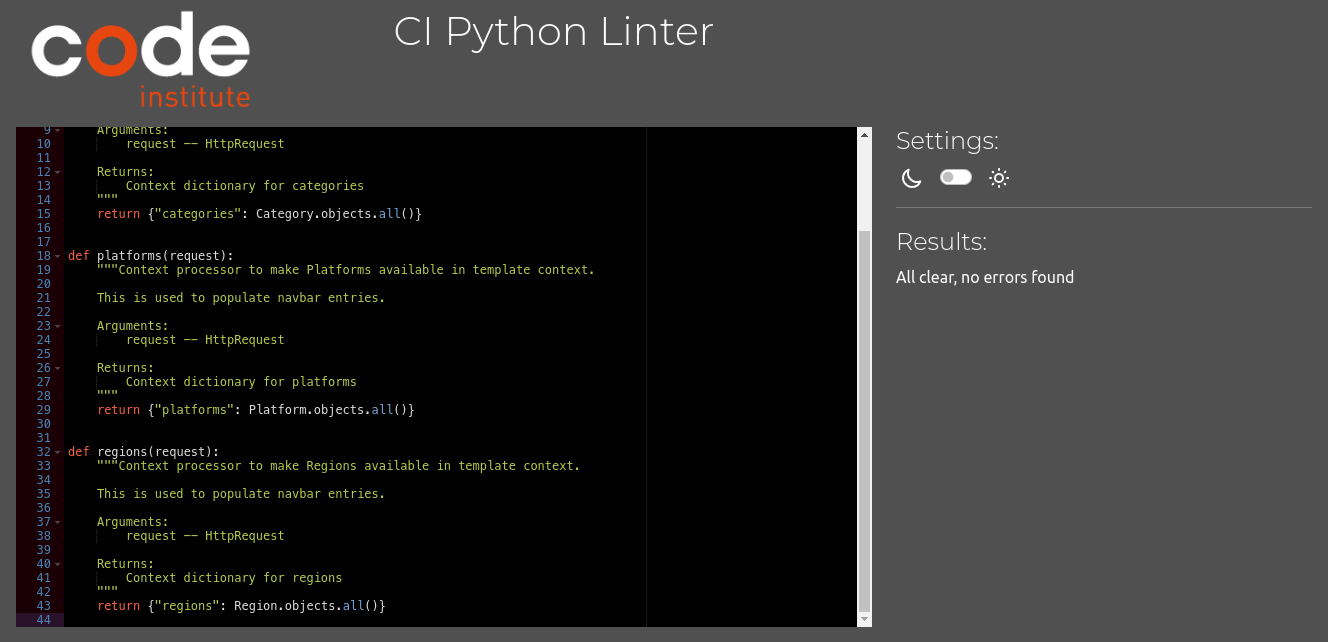 code
institute
CI Python Linter
9 Arguments:
10 request -- HttpRequest
11
12 Returns:
13 Context dictionary for categories
14 """
15 return {"categories": Category.objects.all()}
16
17
18 def platforms(request):
19 """Context processor to make Platforms available in template context.
20
21 This is used to populate navbar entries.
22
23 Arguments:
24 request -- HttpRequest
25
26 Returns:
27 Context dictionary for platforms
28 """
29 return {"platforms": Platform.objects.all()}
30
31
32 def regions(request):
33 """Context processor to make Regions available in template context.
34
35 This is used to populate navbar entries.
36
37 Arguments:
38 request -- HttpRequest
39
40 Returns:
41 Context dictionary for regions
42 """
43 return {"regions": Region.objects.all()}
44
Settings:
Results:
All clear, no errors found